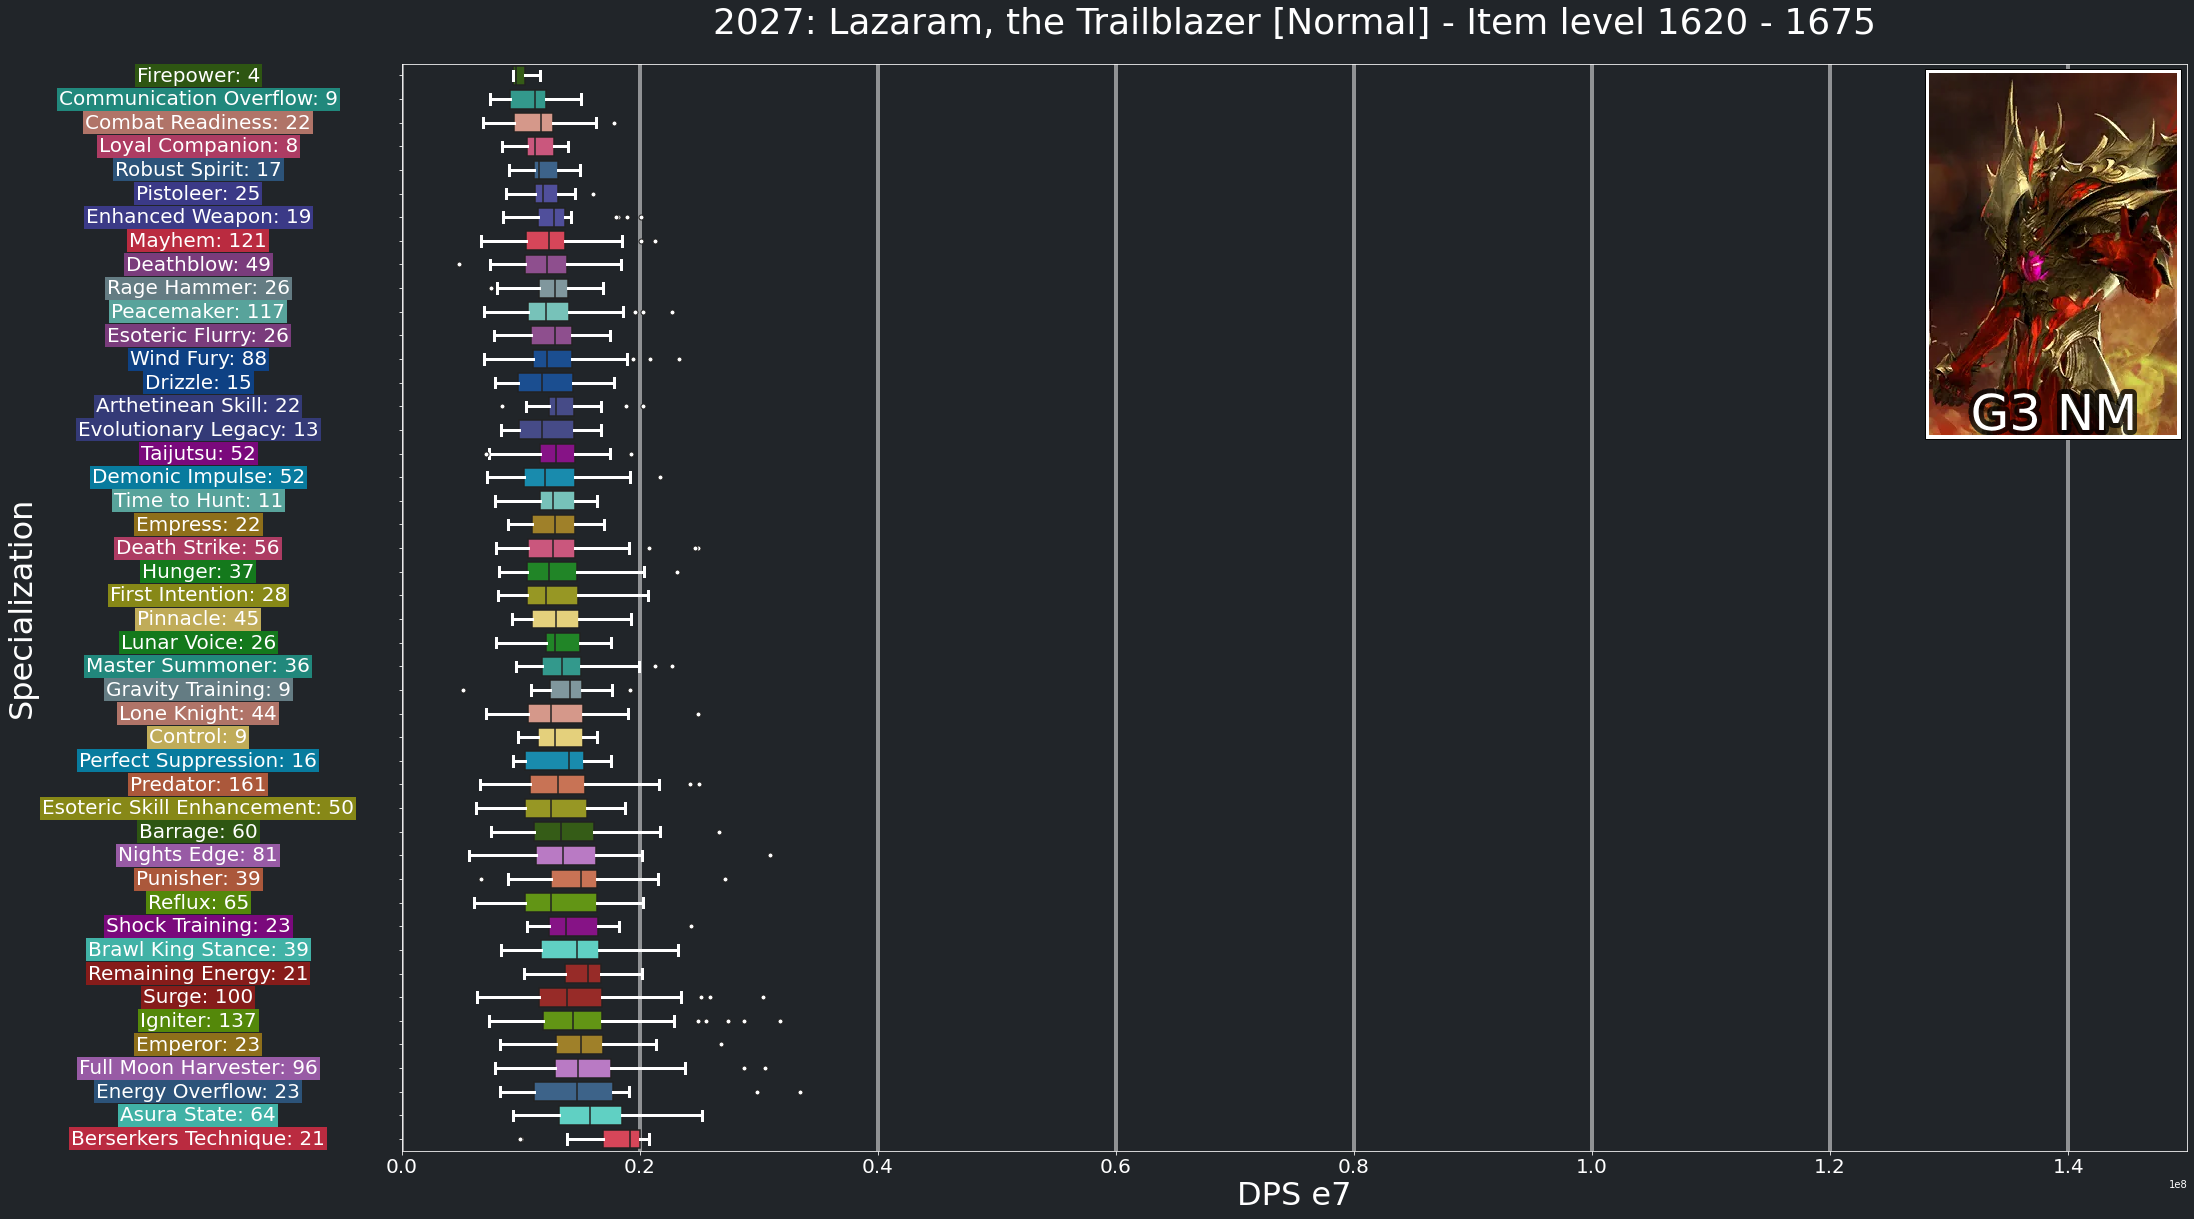 2027: Lazaram, the Trailblazer [Normal] - Item level 1620 - 1675
Firepower: 4
Communication Overflow: 9
Combat Readiness: 22
Loyal Companion: 8
Robust Spirit: 17
Pistoleer: 25
Enhanced Weapon: 19
Mayhem: 121
Deathblow: 49
Rage Hammer: 26
Peacemaker: 117
Esoteric Flurry: 26
Wind Fury: 88
Drizzle: 15
Arthetinean Skill: 22
Evolutionary Legacy: 13
Taijutsu: 52
Demonic Impulse: 52
Time to Hunt: 11
Empress: 22
Death Strike: 56
Hunger: 37
First Intention: 28
Pinnacle: 45
Lunar Voice: 26
Master Summoner: 36
Gravity Training: 9
Lone Knight: 44
Control: 9
Perfect Suppression: 16
Predator: 161
Esoteric Skill Enhancement: 50
Barrage: 60
Nights Edge: 81
Punisher: 39
Reflux: 65
Shock Training: 23
Brawl King Stance: 39
Remaining Energy: 21
Surge: 100
Igniter: 137
Emperor: 23
Full Moon Harvester: 96
Energy Overflow: 23
Asura State: 64
Berserkers Technique: 21
Specialization
G3 NM
0.0 0.2 0.4 0.6 0.8 1.0 1.2 1.4
1e8
DPS e7